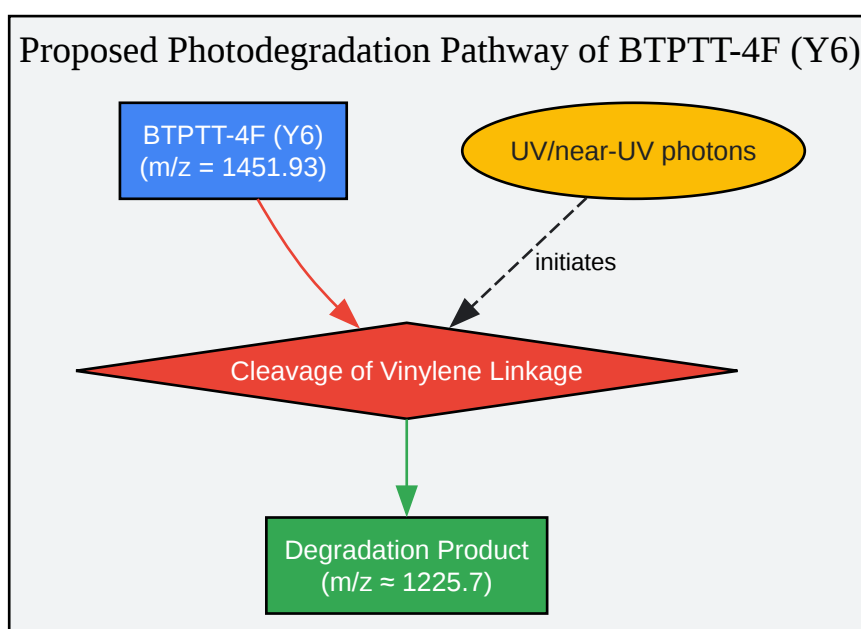 Proposed Photodegradation Pathway of BTPTT-4F (Y6)
BTPTT-4F (Y6)
(m/z = 1451.93)
UV/near-UV photons
initiates
Cleavage of Vinylene Linkage
Degradation Product
(m/z ≈ 1225.7)